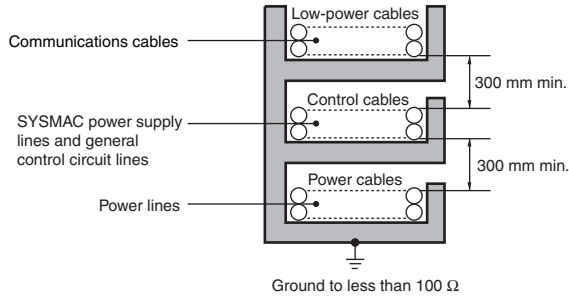 Low-power cables
Communications cables
300 mm min.
Control cables
SYSMAC power supply
lines and general
control circuit lines
300 mm min.
Power cables
Power lines
Ground to less than 100 Ω